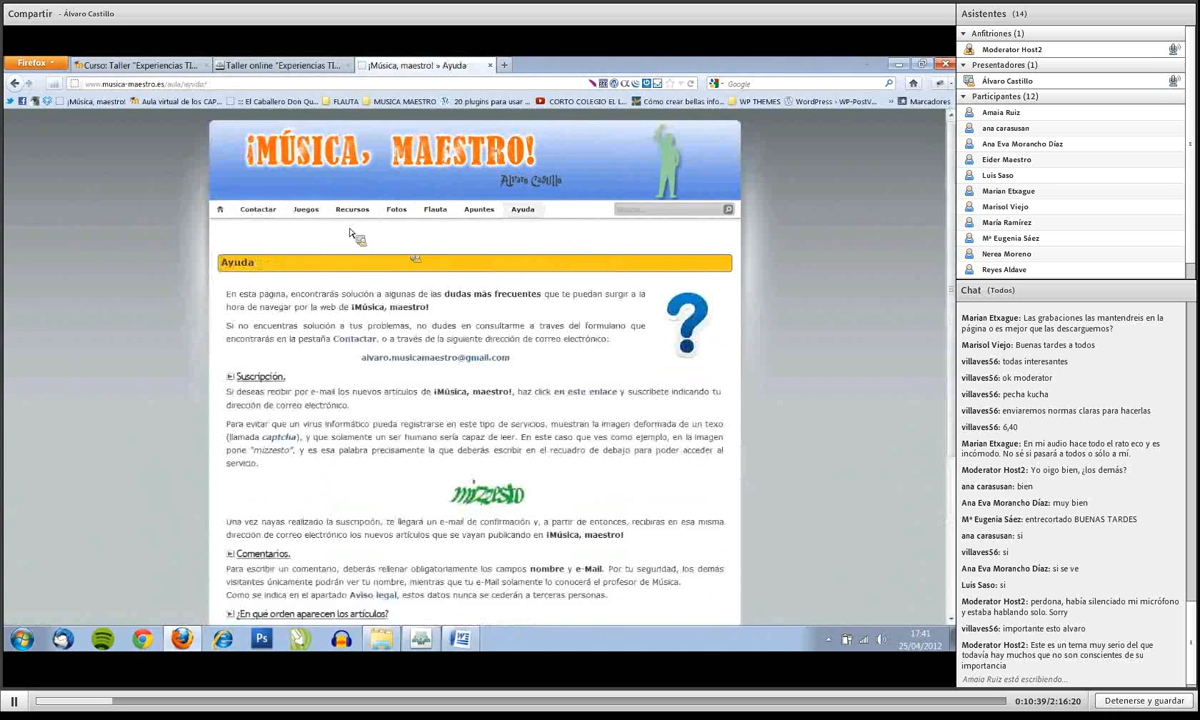 Compartir - Álvaro Castillo
Firefox
Curso: Taller "Experiencias TI...
Taller online "Experiencias TIC...
¡Música, maestro! » Ayuda
www.musica-maestro.es/aula/ayuda/
Google
¡Música, maestro!
Aula virtual de los CAP...
:: El Caballero Don Qu...
FLAUTA
MUSICA MAESTRO
20 plugins para usar ...
CORTO COLEGIO EL L...
Cómo crear bellas info...
WP THEMES
WordPress › WP-PostV...
Marcadores
¡MÚSICA, MAESTRO!
Álvaro Castillo
Contactar
Juegos
Recursos
Fotos
Flauta
Apuntes
Ayuda
Ayuda
En esta página, encontrarás solución a algunas de las dudas más frecuentes que te puedan surgir a la
hora de navegar por la web de ¡Música, maestro!
Si no encuentras solución a tus problemas, no dudes en consultarme a través del formulario que
encontrarás en la pestaña Contactar, o a través de la siguiente dirección de correo electrónico:
alvaro.musicamaestro@gmail.com
Suscripción.
Si deseas recibir por e-mail los nuevos artículos de ¡Música, maestro!, haz click en este enlace y suscríbete indicando tu
dirección de correo electrónico.
Para evitar que un virus informático pueda registrarse en este tipo de servicios, muestran la imagen deformada de un texo
(llamada captcha), y que solamente un ser humano sería capaz de leer. En este caso que ves como ejemplo, en la imagen
pone "mizzesto", y es esa palabra precisamente la que deberás escribir en el recuadro de debajo para poder acceder al
servicio.
mizzesto
Una vez hayas realizado la suscripción, te llegará un e-mail de confirmación y, a partir de entonces, recibirás en esa misma
dirección de correo electrónico los nuevos artículos que se vayan publicando en ¡Música, maestro!
Comentarios.
Para escribir un comentario, deberás rellenar obligatoriamente los campos nombre y e-Mail. Por tu seguridad, los demás
visitantes únicamente podrán ver tu nombre, mientras que tu e-Mail solamente lo conocerá el profesor de Música.
Como se indica en el apartado Aviso legal, estos datos nunca se cederán a terceras personas.
¿En qué orden aparecen los artículos?
Ps
17:41
25/04/2012
Asistentes (14)
Anfitriones (1)
Moderator Host2
Presentadores (1)
Álvaro Castillo
Participantes (12)
Amaia Ruiz
ana carasusan
Ana Eva Morancho Díaz
Eider Maestro
Luis Saso
Marian Etxague
Marisol Viejo
María Ramírez
Mª Eugenia Sáez
Nerea Moreno
Reyes Aldave
Chat (Todos)
Marian Etxague: Las grabaciones las mantendreis en la
página o es mejor que las descarguemos?
Marisol Viejo: Buenas tardes a todos
villaves56: todas interesantes
villaves56: ok moderator
villaves56: pecha kucha
villaves56: enviaremos normas claras para hacerlas
villaves56: 6,40
Marian Etxague: En mi audio hace todo el rato eco y es
incómodo. No sé si pasará a todos o sólo a mí.
Moderator Host2: Yo oigo bien, ¿los demás?
ana carasusan: bien
Ana Eva Morancho Díaz: muy bien
Mª Eugenia Sáez: entrecortado BUENAS TARDES
ana carasusan: si
villaves56: si
Ana Eva Morancho Díaz: si se ve
Luis Saso: si
Moderator Host2: perdona, había silenciado mi micrófono
y estaba hablando solo. Sorry
villaves56: importante esto alvaro
Moderator Host2: Este es un tema muy serio del que
todavía hay muchos que no son conscientes de su
importancia
Amaia Ruiz está escribiendo...
0:10:39/2:16:20
Detenerse y guardar